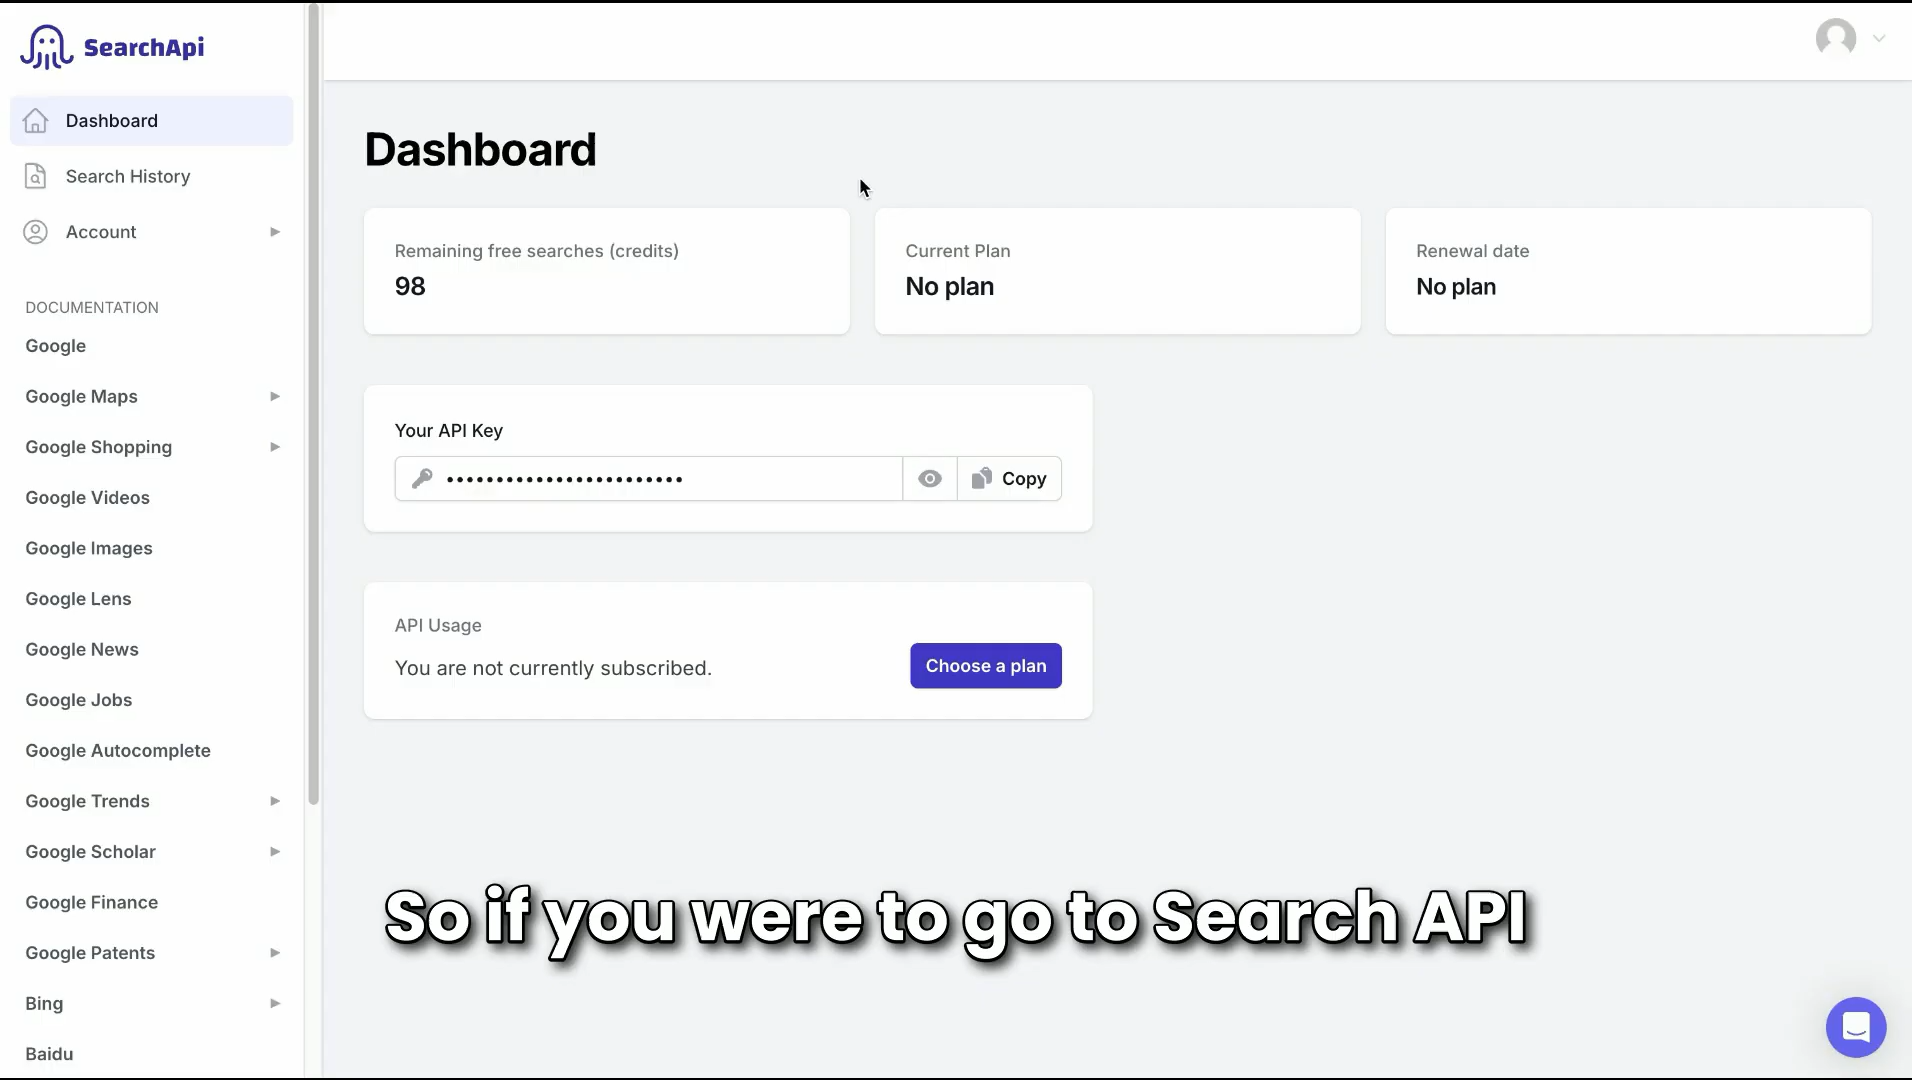 SearchApi
Dashboard
Search History
Account
DOCUMENTATION
Google
Google Maps
Google Shopping
Google Videos
Google Images
Google Lens
Google News
Google Jobs
Google Autocomplete
Google Trends
Google Scholar
Google Finance
Google Patents
Bing
Baidu
Dashboard
Remaining free searches (credits)
98
Current Plan
No plan
Renewal date
No plan
Your API Key
Copy
API Usage
You are not currently subscribed.
Choose a plan
So if you were to go to Search API